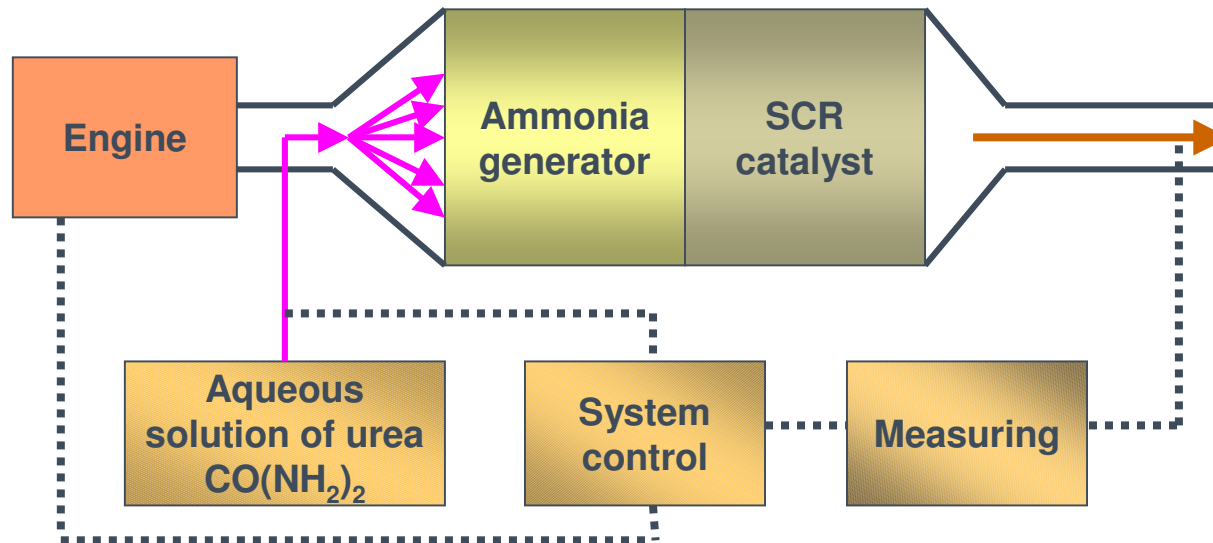 Engine
Ammonia
generator
SCR
catalyst
Aqueous
solution of urea
CO(NH₂)₂
System
control
Measuring